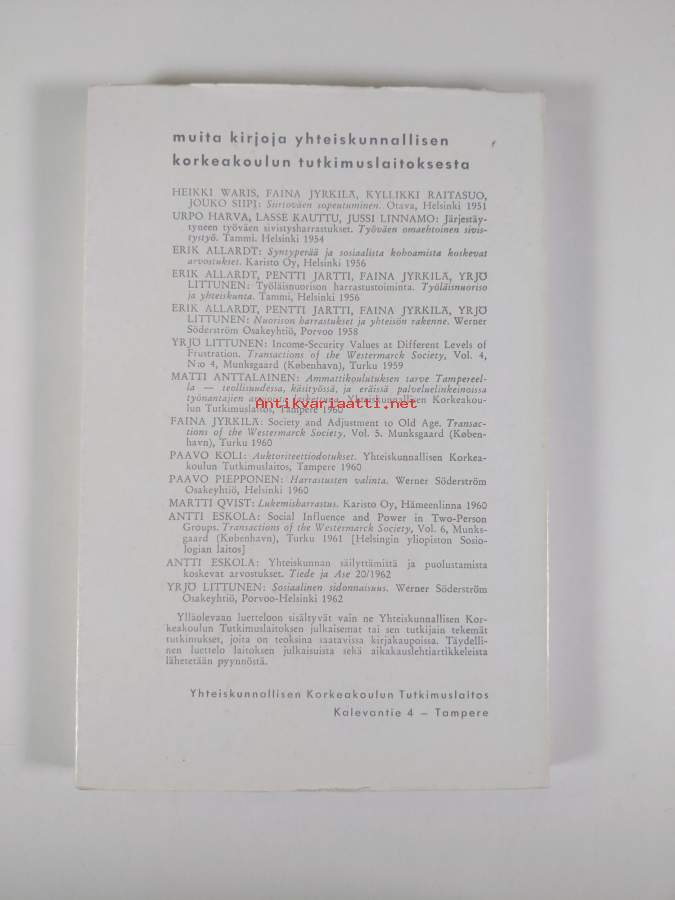 muita kirjoja yhteiskunnallisen
korkeakoulun tutkimuslaitoksesta
HEIKKI WARIS, FAINA JYRKILÄ, KYLLIKKI RAITASUO,
JOUKO SIIPI: Siirtoväen sopeutuminen. Otava, Helsinki 1951
URPO HARVA, LASSE KAUTTU, JUSSI LINNAMO: Järjestäy-
tyneen työväen sivistysharrastukset. Työväen omaehtoinen sivis-
tystyö. Tammi. Helsinki 1954
ERIK ALLARDT: Syntyperää ja sosiaalista kohoamista koskevat
arvostukset. Karisto Oy, Helsinki 1956
ERIK ALLARDT, PENTTI JARTTI, FAINA JYRKILÄ, YRJÖ
LITTUNEN: Työläisnuorison harrastustoiminta. Työläisnuoriso
ja yhteiskunta. Tammi, Helsinki 1956
ERIK ALLARDT, PENTTI JARTTI, FAINA JYRKILÄ, YRJÖ
LITTUNEN: Nuorison harrastukset ja yhteisön rakenne. Werner
Söderström Osakeyhtiö, Porvoo 1958
YRJÖ LITTUNEN: Income-Security Values at Different Levels of
Frustration. Transactions of the Westermarck Society, Vol. 4,
N:o 4, Munksgaard (København), Turku 1959
MATTI ANTTALAINEN: Ammattikoulutuksen tarve Tampereel-
la — teollisuudessa, käsityössä, ja eräissä palveluelinkeinoissa
työnantajien Yhteiskunnallisen Korkeakou-
lun Tutkimuslaitos, Tampere 1960
Antikvariaatti.net
FAINA JYRKILÄ: Society and Adjustment to Old Age. Transac-
tions of the Westermarck Society, Vol. 5. Munksgaard (Køben-
havn), Turku 1960
PAAVO KOLI: Auktoriteettiodotukset. Yhteiskunnallisen Korkea-
koulun Tutkimuslaitos, Tampere 1960
PAAVO PIEPPONEN: Harrastusten valinta. Werner Söderström
Osakeyhtiö, Helsinki 1960
MARTTI QVIST: Lukemisharrastus. Karisto Oy, Hämeenlinna 1960
ANTTI ESKOLA: Social Influence and Power in Two-Person
Groups. Transactions of the Westermarck Society, Vol. 6, Munks-
gaard (København), Turku 1961 [Helsingin yliopiston Sosio-
logian laitos]
ANTTI ESKOLA: Yhteiskunnan säilyttämistä ja puolustamista
koskevat arvostukset. Tiede ja Ase 20/1962
YRJÖ LITTUNEN: Sosiaalinen sidonnaisuus. Werner Söderström
Osakeyhtiö, Porvoo-Helsinki 1962
Ylläolevaan luetteloon sisältyvät vain ne Yhteiskunnallisen Kor-
keakoulun Tutkimuslaitoksen julkaisemat tai sen tutkijain tekemät
tutkimukset, joita on teoksina saatavissa kirjakaupoissa. Täydelli-
nen luettelo laitoksen julkaisuista sekä aikakauslehtiartikkeleista
lähetetään pyynnöstä.
Yhteiskunnallisen Korkeakoulun Tutkimuslaitos
Kalevantie 4 – Tampere